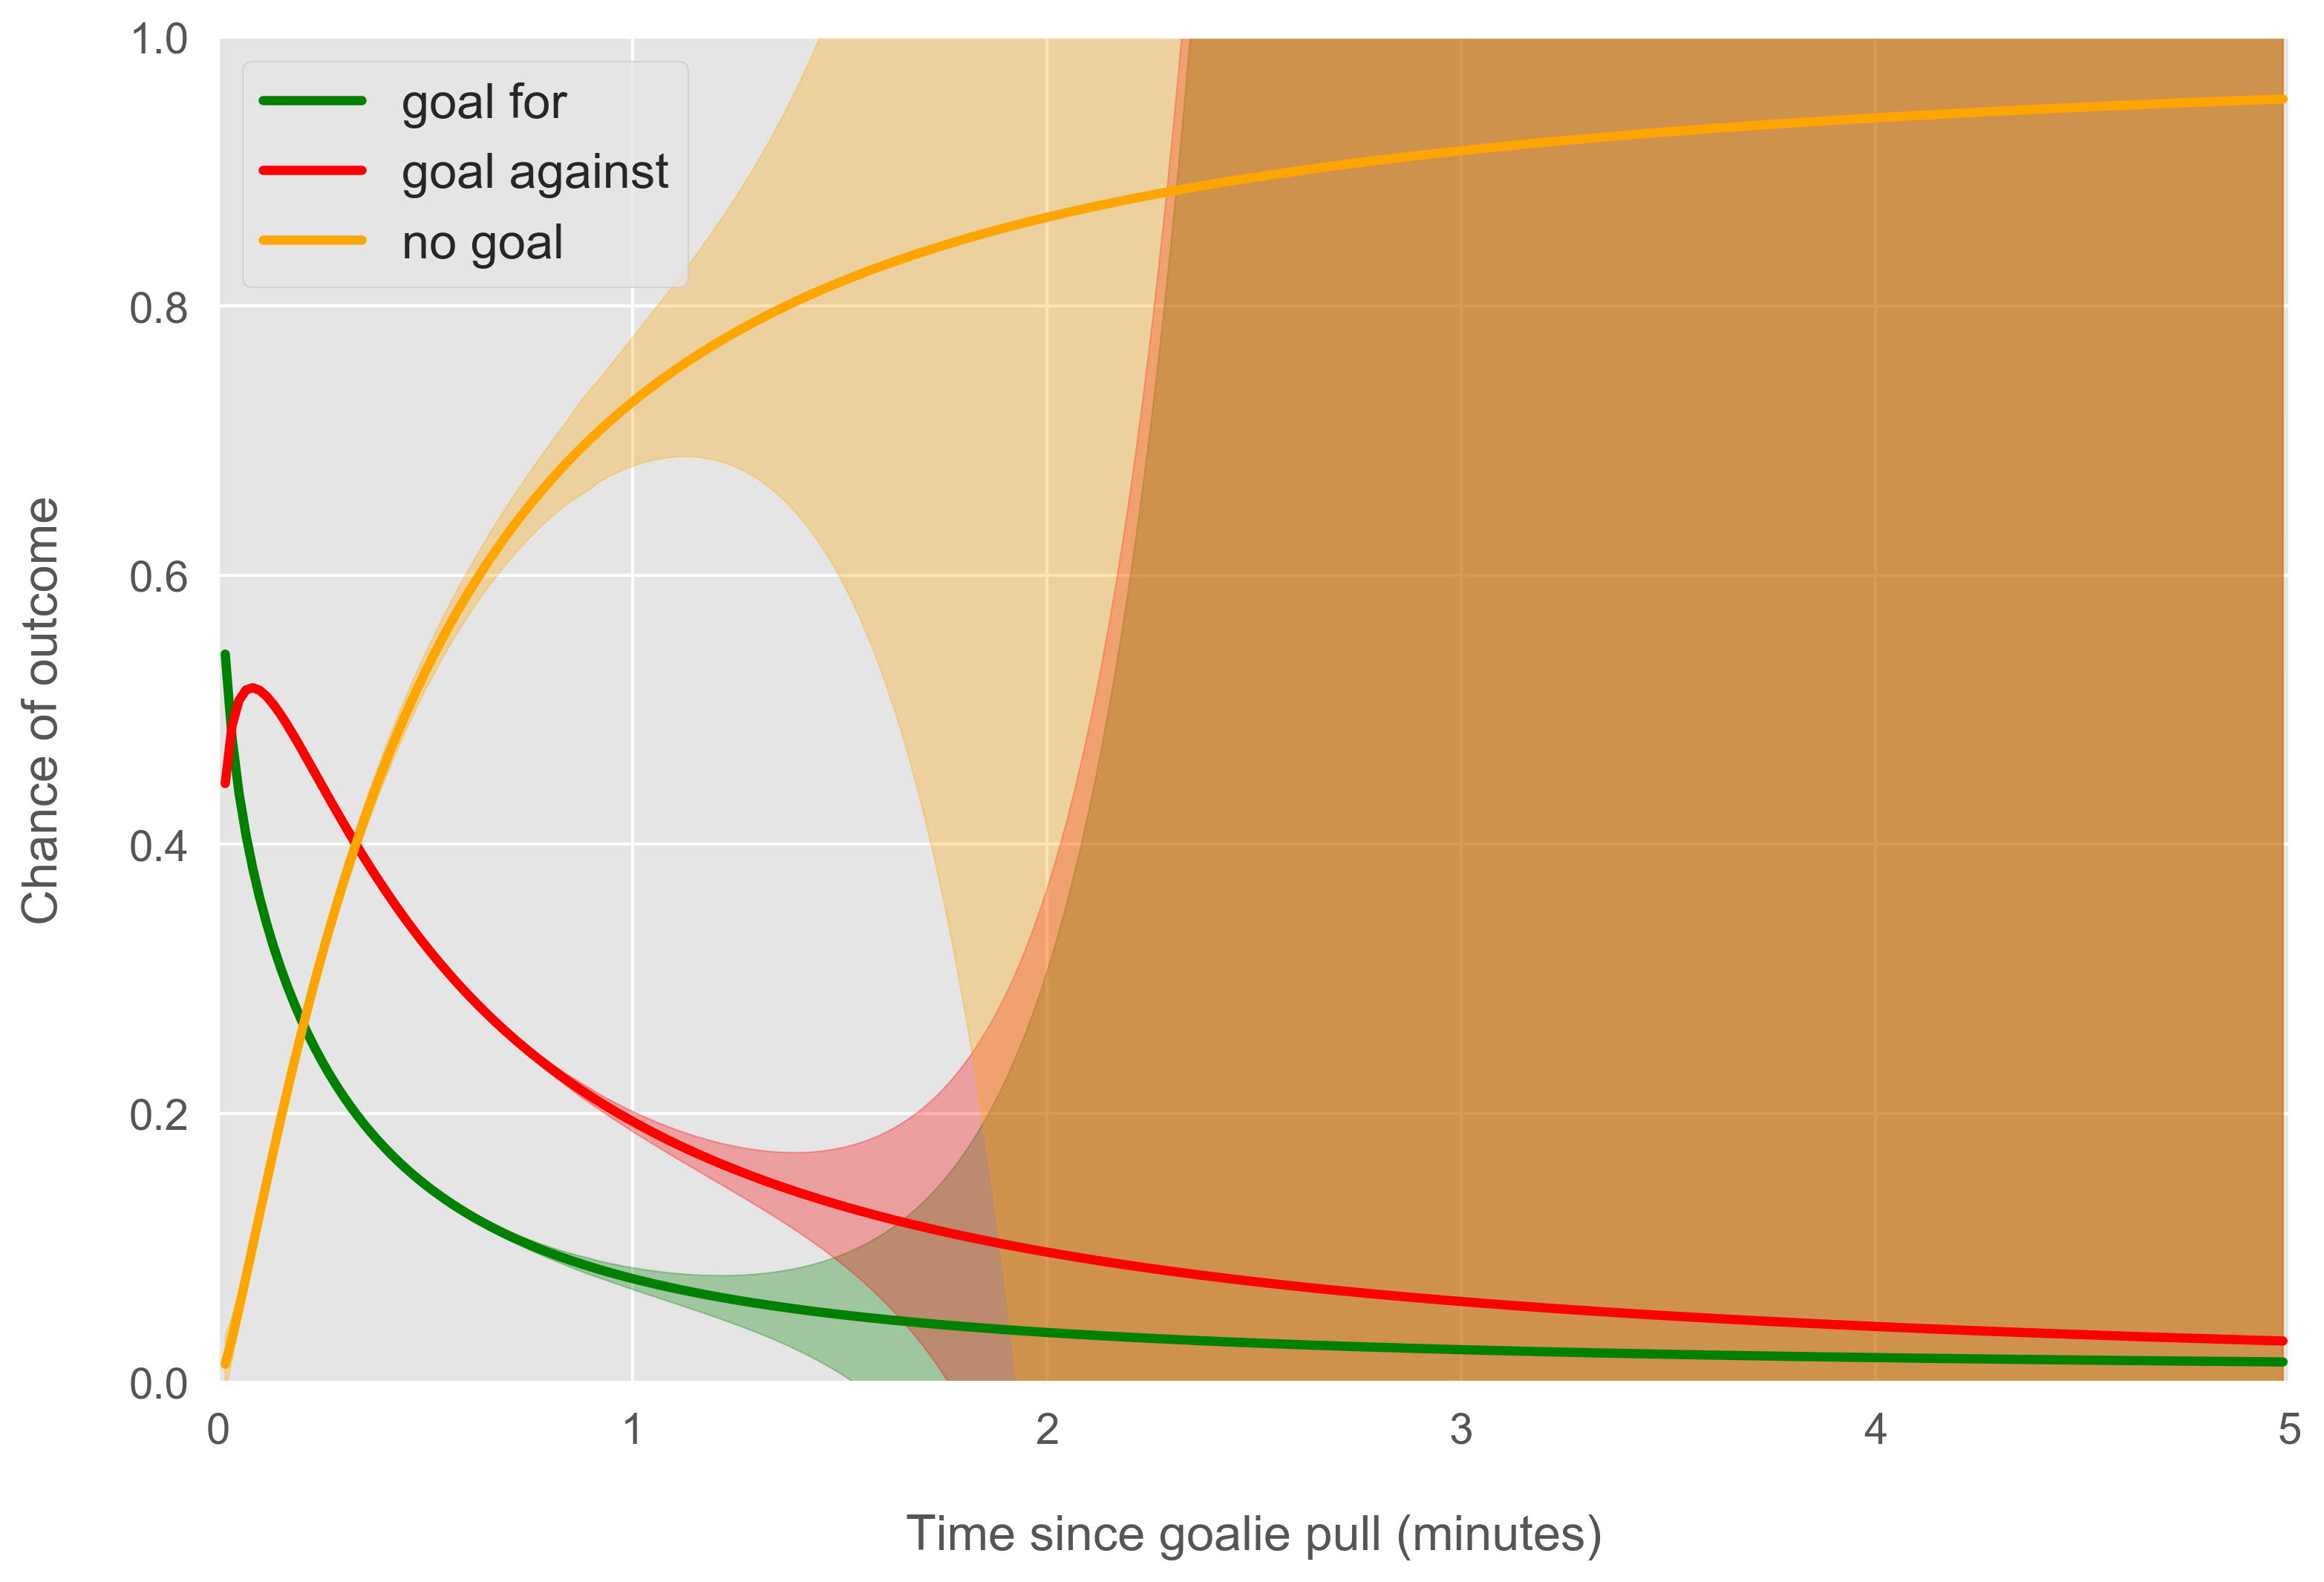 1.0
0.8
0.6
0.4
0.2
0.0
Chance of outcome
goal for
goal against
no goal
0 1 2 3 4 5
Time since goalie pull (minutes)